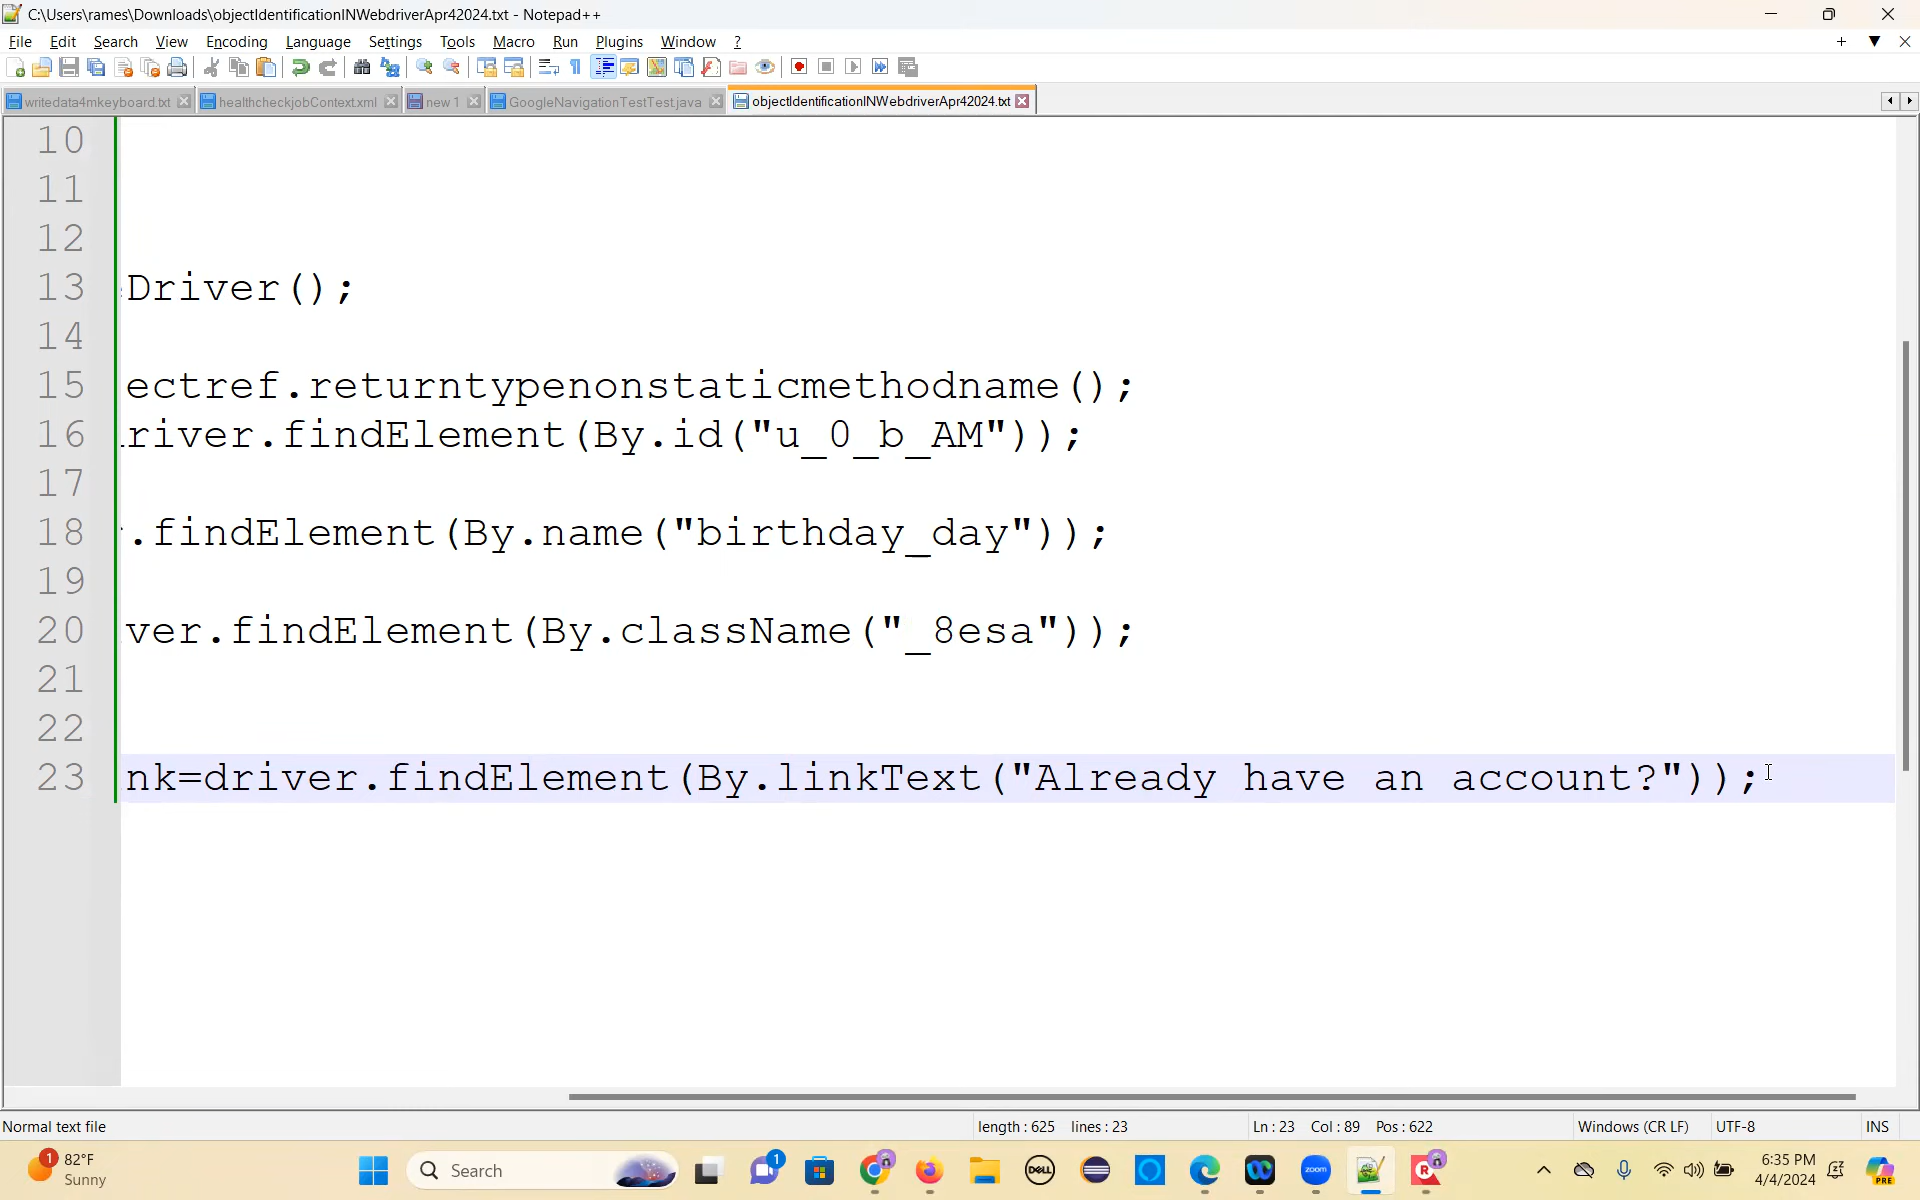 C:\Users\rames\Downloads\objectIdentificationINWebdriverApr42024.txt - Notepad++
File Edit Search View Encoding Language Settings Tools Macro Run Plugins Window ?
writedata4mkeyboard.txt healthcheckjobContext.xml new 1 GoogleNavigationTestTest.java objectIdentificationINWebdriverApr42024.txt
10
11
12
13 Driver();
14
15 ectref.returntypenonstaticmethodname();
16 river.findElement(By.id("u_0_b_AM"));
17
18 .findElement(By.name("birthday_day"));
19
20 ver.findElement(By.className("_8esa"));
21
22
23 nk=driver.findElement(By.linkText("Already have an account?"));
Normal text file length : 625 lines : 23 Ln : 23 Col : 89 Pos : 622 Windows (CR LF) UTF-8 INS
1 82°F Search DELL 1 zoom R 6:35 PM PRE
Sunny 4/4/2024